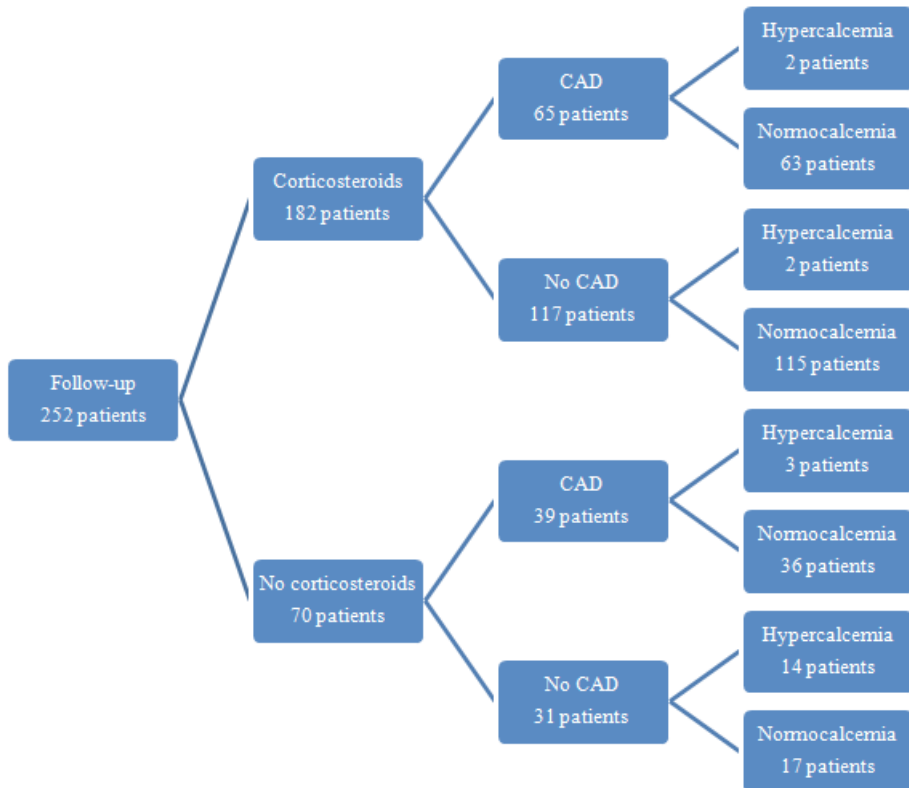 Follow-up
252 patients
Corticosteroids
182 patients
CAD
65 patients
Hypercalcemia
2 patients
Normocalcemia
63 patients
No CAD
117 patients
Hypercalcemia
2 patients
Normocalcemia
115 patients
No corticosteroids
70 patients
CAD
39 patients
Hypercalcemia
3 patients
Normocalcemia
36 patients
No CAD
31 patients
Hypercalcemia
14 patients
Normocalcemia
17 patients